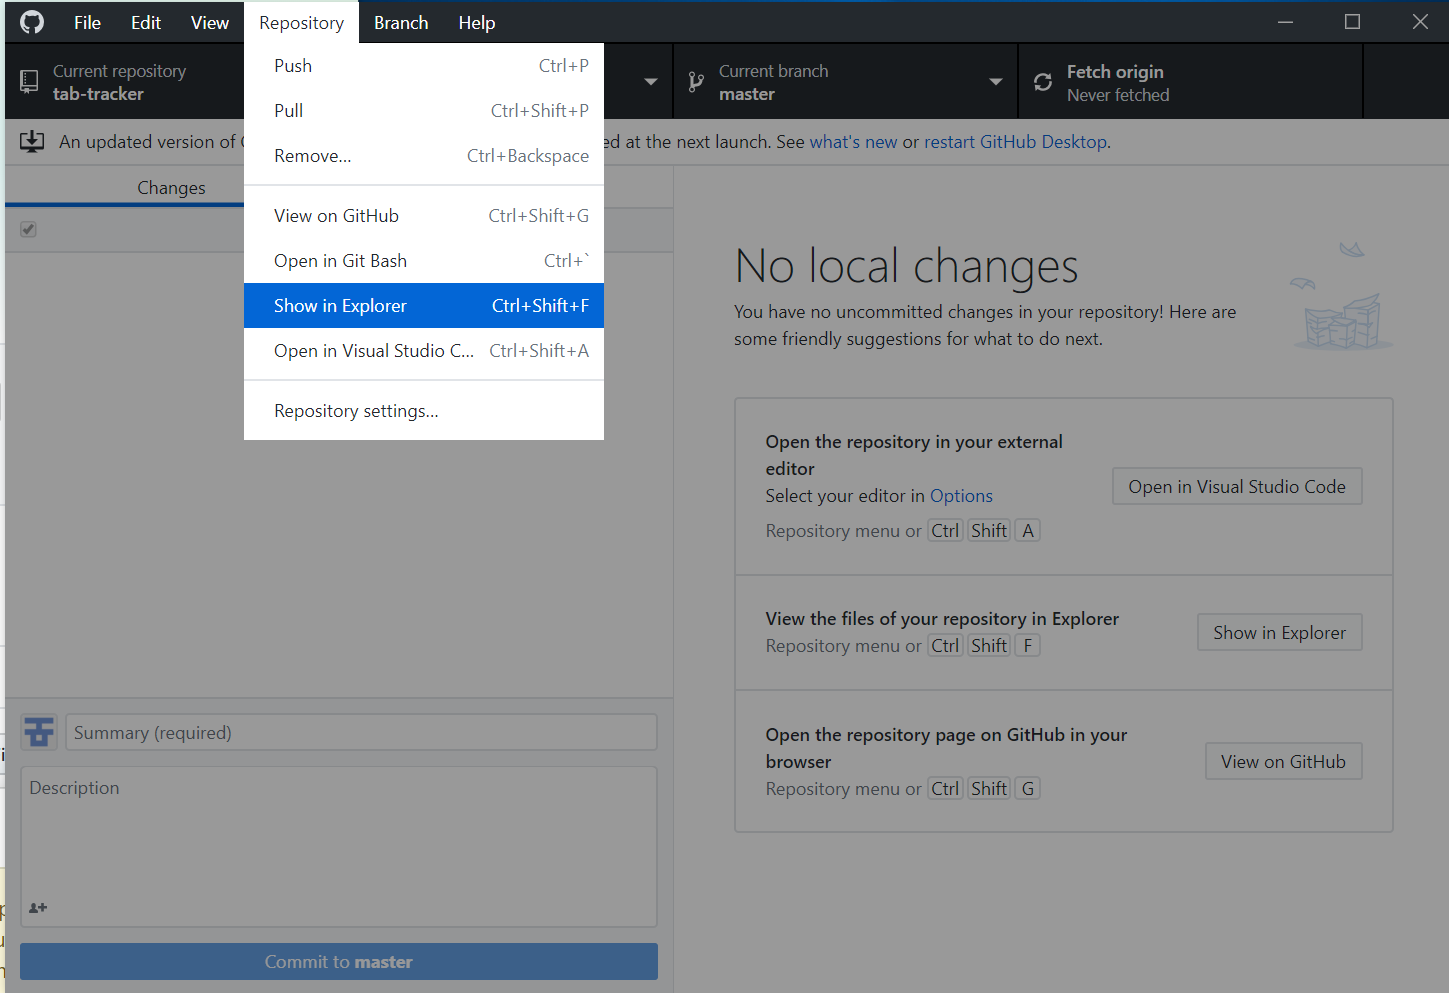 File Edit View Repository Branch Help
Current repository
tab-tracker
Current branch
master
Fetch origin
Never fetched
Push Ctrl+P
Pull Ctrl+Shift+P
Remove... Ctrl+Backspace
View on GitHub Ctrl+Shift+G
Open in Git Bash Ctrl+`
Show in Explorer Ctrl+Shift+F
Open in Visual Studio C... Ctrl+Shift+A
Repository settings...
An updated version of ed at the next launch. See what's new or restart GitHub Desktop.
Changes
No local changes
You have no uncommitted changes in your repository! Here are
some friendly suggestions for what to do next.
Open the repository in your external
editor
Select your editor in Options
Repository menu or Ctrl Shift A
Open in Visual Studio Code
View the files of your repository in Explorer
Repository menu or Ctrl Shift F
Show in Explorer
Open the repository page on GitHub in your
browser
Repository menu or Ctrl Shift G
View on GitHub
Summary (required)
Description
Commit to master